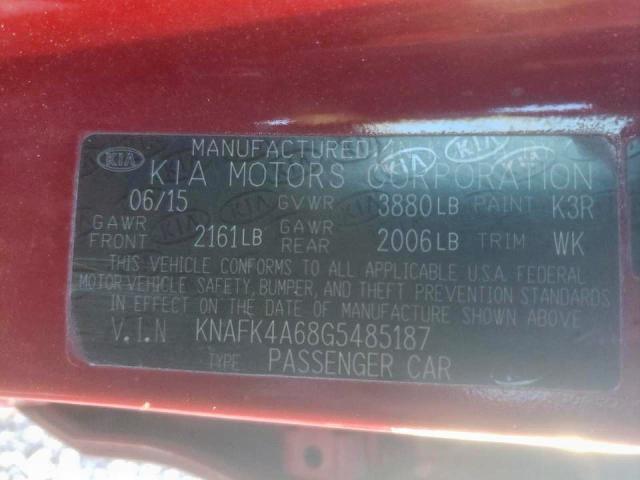 MANUFACTURED
KIA KIA MOTORS CORPORATION
06/15 GVWR 3880LB PAINT K3R
GAWR FRONT 2161LB GAWR REAR 2006LB TRIM WK
THIS VEHICLE CONFORMS TO ALL APPLICABLE U.S.A. FEDERAL
MOTOR VEHICLE SAFETY, BUMPER, AND THEFT PREVENTION STANDARDS
IN EFFECT ON THE DATE OF MANUFACTURE SHOWN ABOVE
V.I.N KNAFK4A68G5485187
TYPE PASSENGER CAR